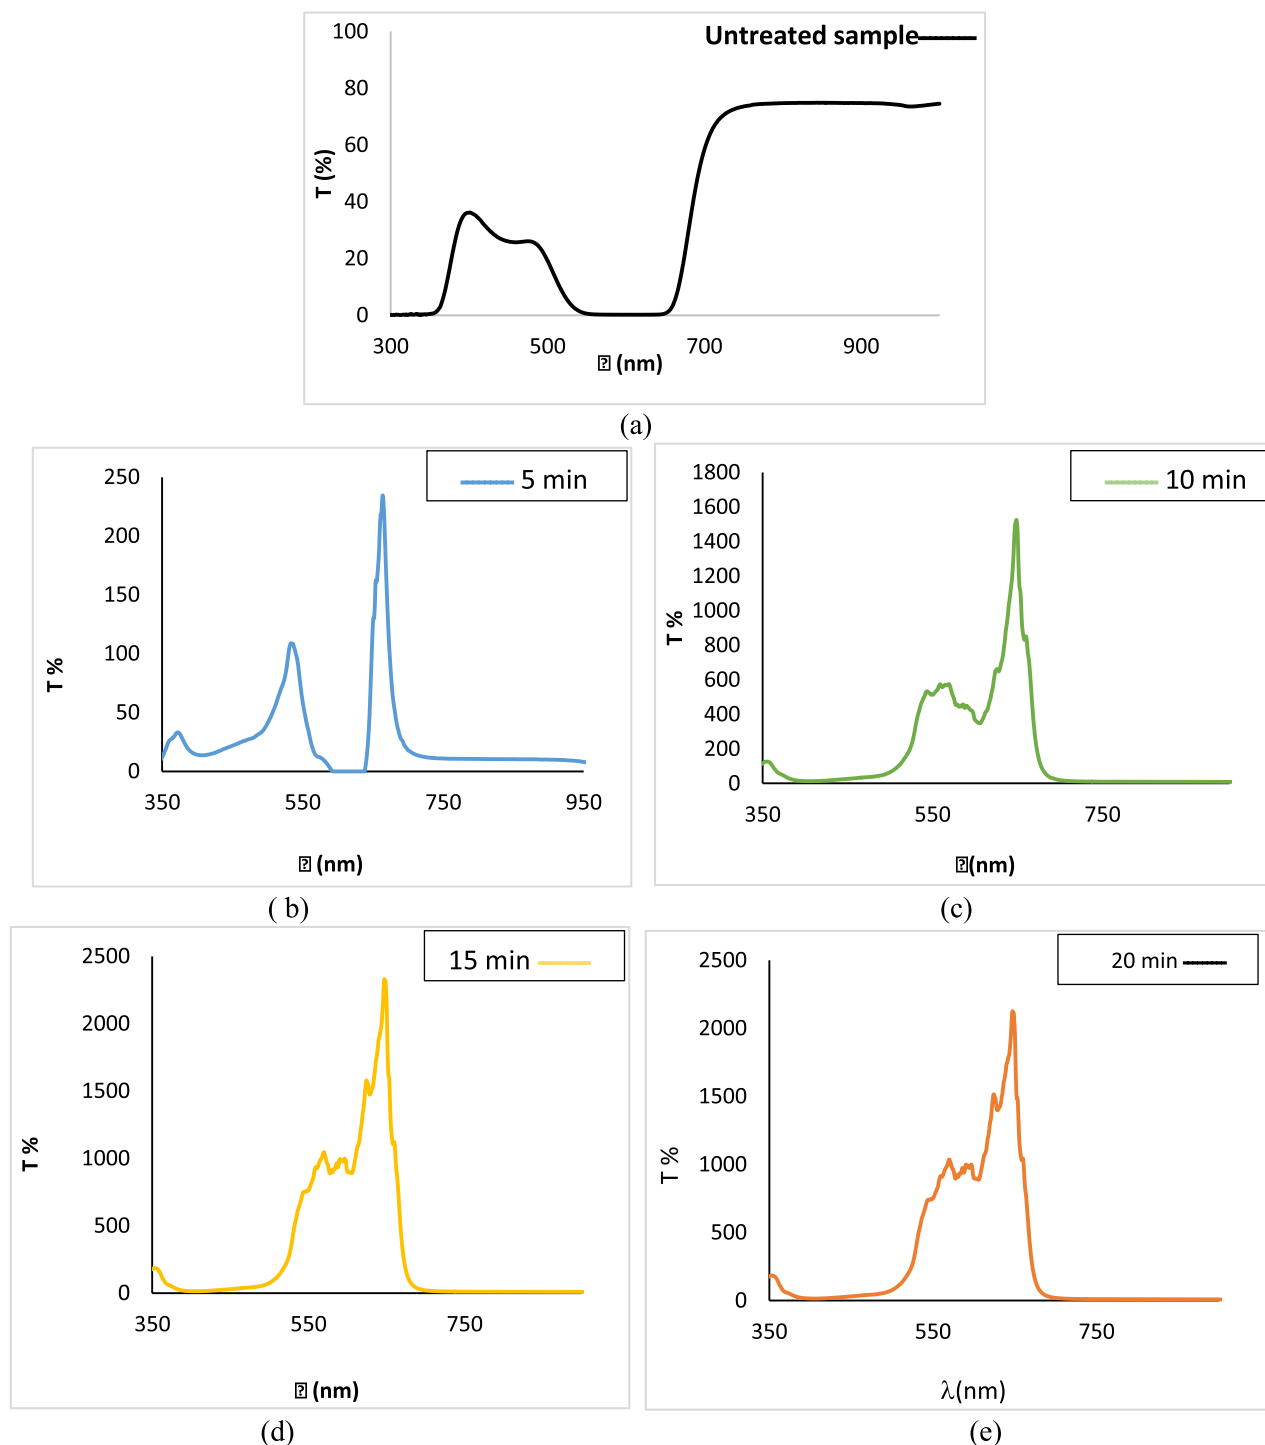 Untreated sample
100
80
60
40
20
0
T (%)
300 500 700 900
⍰ (nm)
(a)
5 min
250
200
150
100
50
0
T %
350 550 750 950
⍰ (nm)
( b)
10 min
1800
1600
1400
1200
1000
800
600
400
200
0
T %
350 550 750
⍰(nm)
(c)
15 min
2500
2000
1500
1000
500
0
T %
350 550 750
⍰ (nm)
(d)
20 min
2500
2000
1500
1000
500
0
T %
350 550 750
λ(nm)
(e)